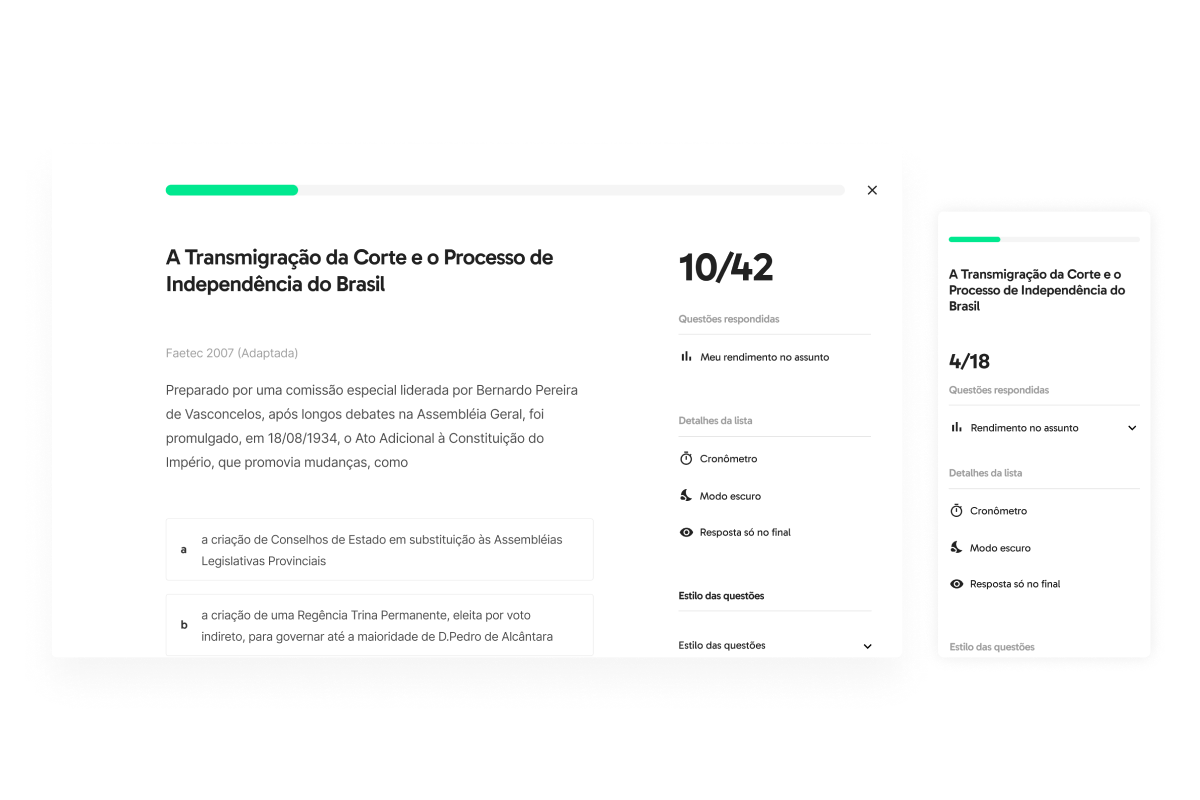 A Transmigração da Corte e o Processo de
Independência do Brasil
Faetec 2007 (Adaptada)
Preparado por uma comissão especial liderada por Bernardo Pereira
de Vasconcelos, após longos debates na Assembléia Geral, foi
promulgado, em 18/08/1934, o Ato Adicional à Constituição do
Império, que promovia mudanças, como
a
a criação de Conselhos de Estado em substituição às Assembléias
Legislativas Provinciais
b
a criação de uma Regência Trina Permanente, eleita por voto
indireto, para governar até a maioridade de D.Pedro de Alcântara
10/42
Questões respondidas
Meu rendimento no assunto
Detalhes da lista
Cronômetro
Modo escuro
Resposta só no final
Estilo das questões
Estilo das questões
A Transmigração da Corte e o
Processo de Independência do
Brasil
4/18
Questões respondidas
Rendimento no assunto
Detalhes da lista
Cronômetro
Modo escuro
Resposta só no final
Estilo das questões